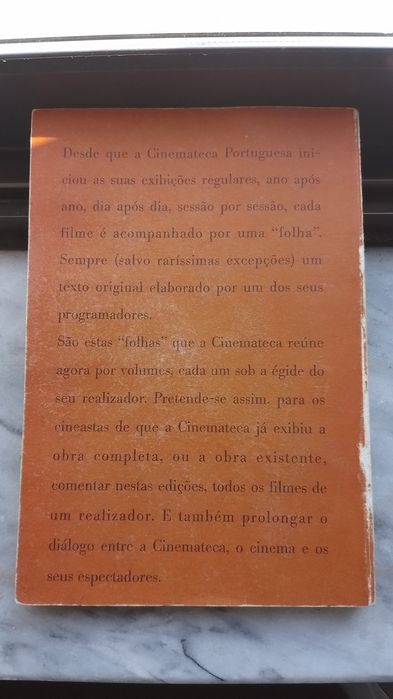 Desde que a Cinemateca Portuguesa ini-
ciou as suas exibições regulares, ano após
ano, dia após dia, sessão por sessão, cada
filme é acompanhado por uma “folha”.
Sempre (salvo raríssimas excepções) um
texto original elaborado por um dos seus
programadores.
São estas “folhas” que a Cinemateca reúne
agora por volumes, cada um sob a égide do
seu realizador. Pretende-se assim, para os
cineastas de que a Cinemateca já exibiu a
obra completa, ou a obra existente,
comentar nestas edições, todos os filmes de
um realizador. E também prolongar o
diálogo entre a Cinemateca, o cinema e os
seus espectadores.